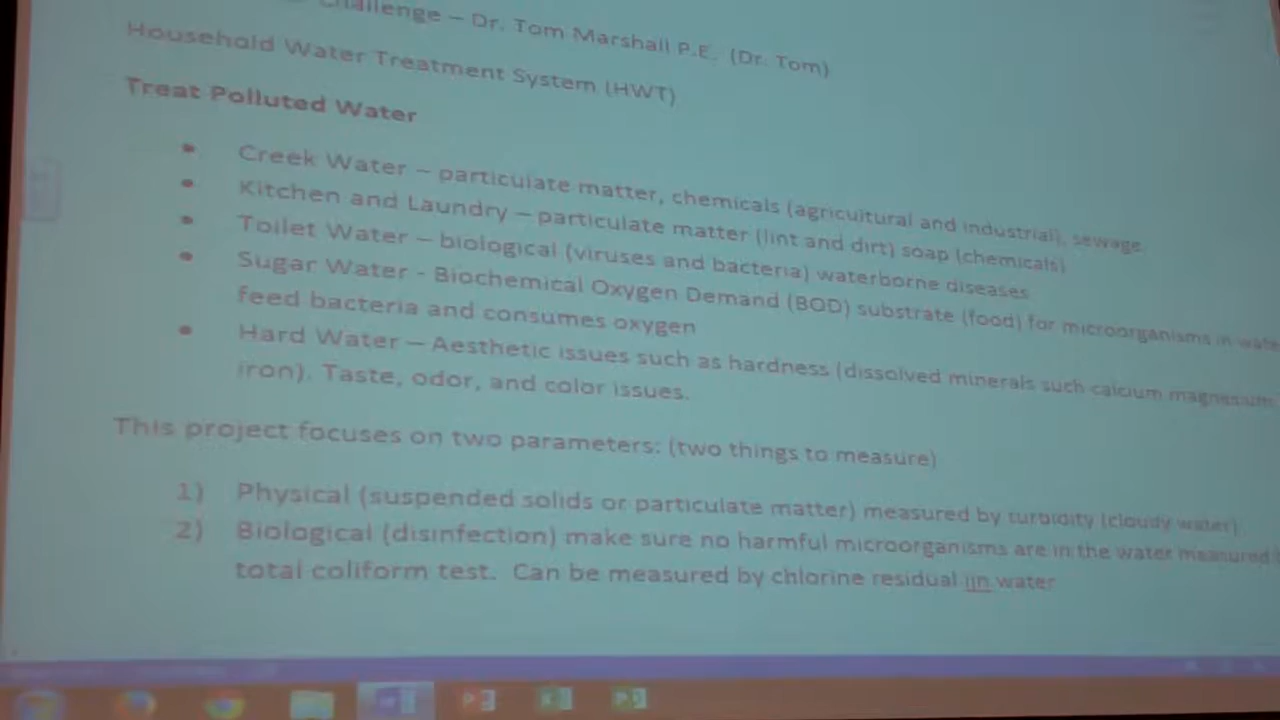 Challenge – Dr. Tom Marshall P.E. (Dr. Tom)
Household Water Treatment System (HWT)
Treat Polluted Water
• Creek Water – particulate matter, chemicals (agricultural and industrial), sewage
• Kitchen and Laundry – particulate matter (lint and dirt) soap (chemicals)
• Toilet Water – biological (viruses and bacteria) waterborne diseases
• Sugar Water - Biochemical Oxygen Demand (BOD) substrate (food) for microorganisms in
feed bacteria and consumes oxygen
• Hard Water – Aesthetic issues such as hardness (dissolved minerals such calcium magnesium
iron). Taste, odor, and color issues.
This project focuses on two parameters: (two things to measure)
1) Physical (suspended solids or particulate matter) measured by turbidity (cloudy water)
2) Biological (disinfection) make sure no harmful microorganisms are in the water measured
total coliform test. Can be measured by chlorine residual iin water